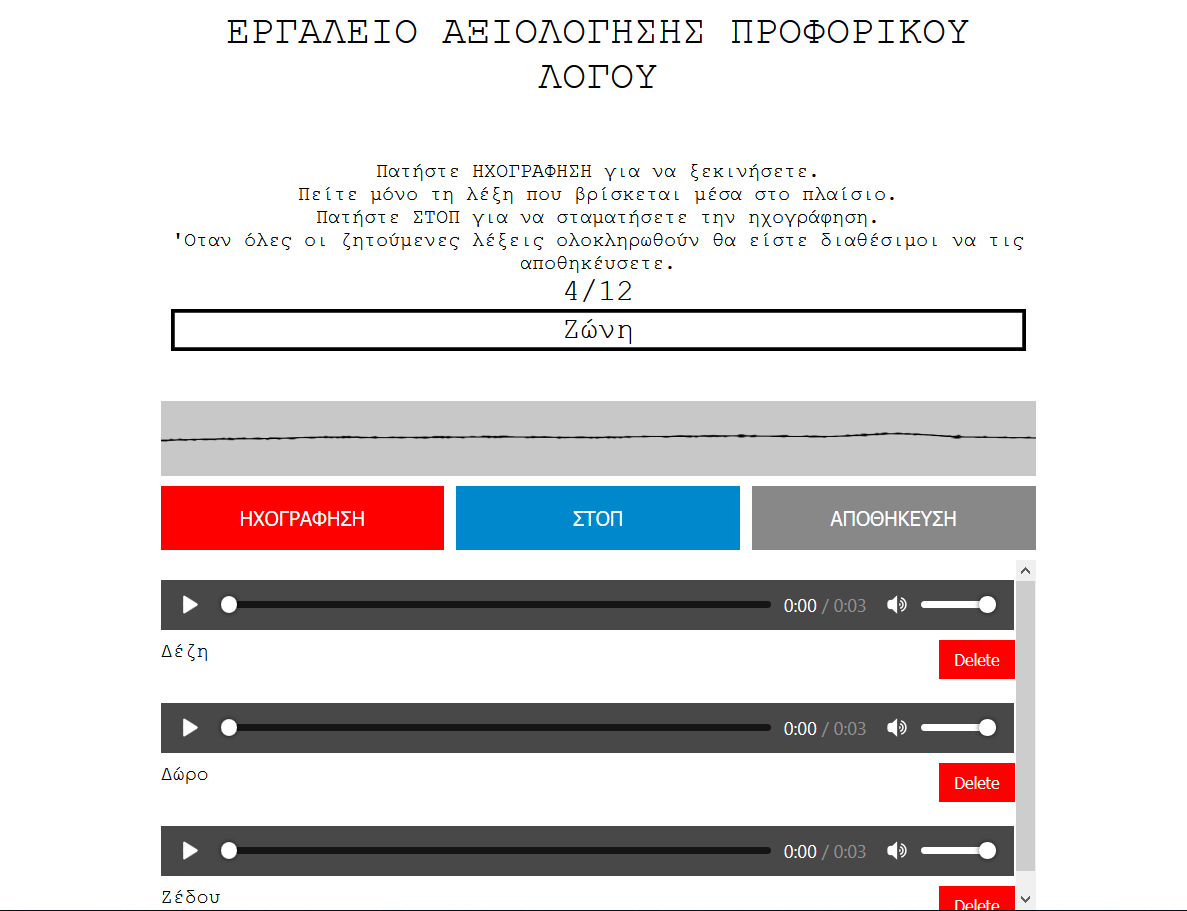 ΕΡΓΑΛΕΙΟ ΑΞΙΟΛΟΓΗΣΗΣ ΠΡΟΦΟΡΙΚΟΥ
ΛΟΓΟΥ
Πατήστε ΗΧΟΓΡΑΦΗΣΗ για να ξεκινήσετε.
Πείτε μόνο τη λέξη που βρίσκεται μέσα στο πλαίσιο.
Πατήστε ΣΤΟΠ για να σταματήσετε την ηχογράφηση.
'Οταν όλες οι ζητούμενες λέξεις ολοκληρωθούν θα είστε διαθέσιμοι να τις
αποθηκέυσετε.
4/12
Ζώνη
ΗΧΟΓΡΑΦΗΣΗ ΣΤΟΠ ΑΠΟΘΗΚΕΥΣΗ
0:00 / 0:03
Δέζη Delete
0:00 / 0:03
Δώρο Delete
0:00 / 0:03
Ζέδου Delete